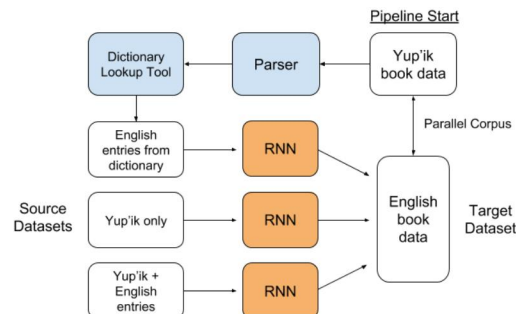 Pipeline Start
Dictionary
Lookup Tool
Parser
Yup'ik
book data
Parallel Corpus
English
entries from
dictionary
RNN
Source
Datasets
Yup'ik only
RNN
English
book
data
Target
Dataset
Yup'ik +
English
entries
RNN